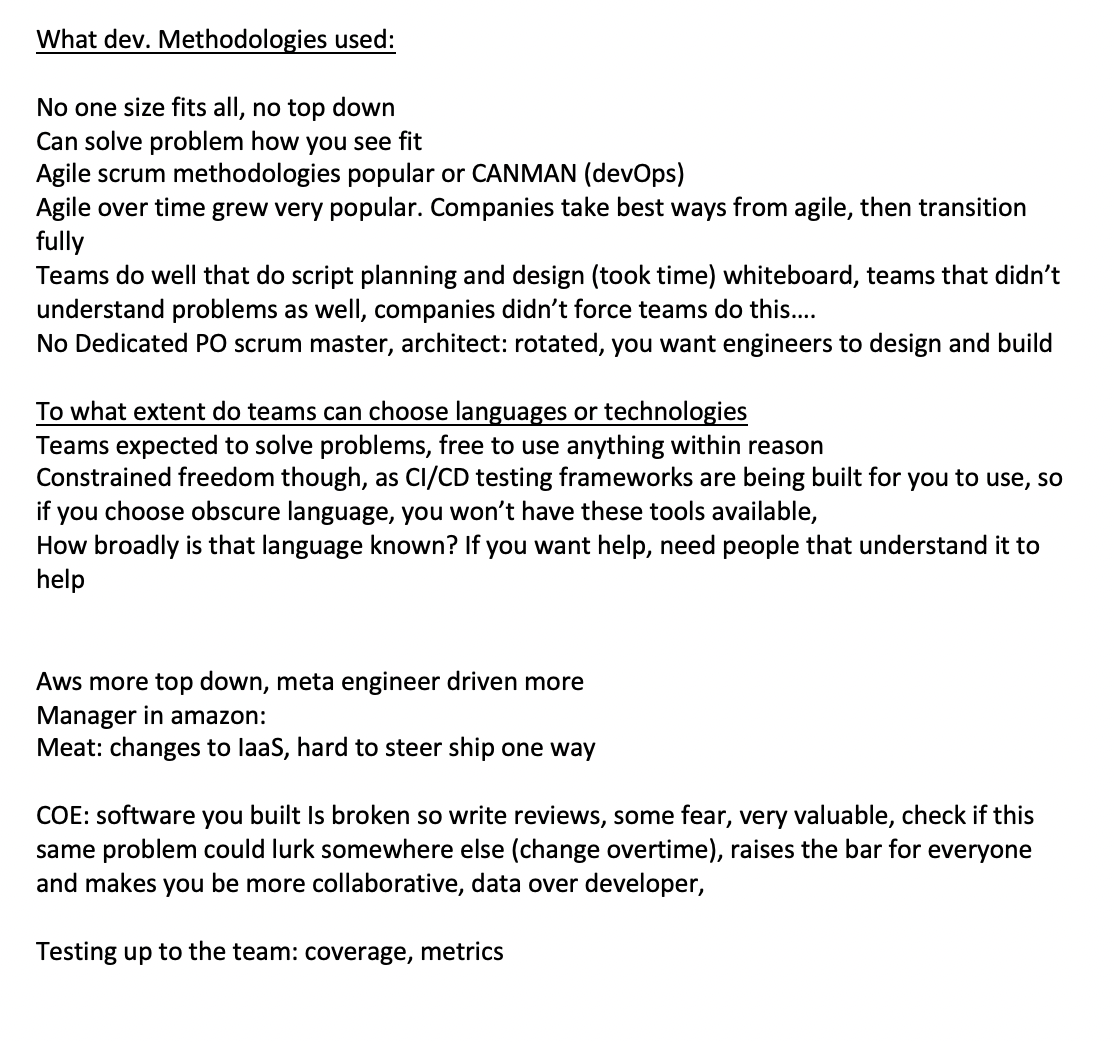 What dev. Methodologies used:
No one size fits all, no top down
Can solve problem how you see fit
Agile scrum methodologies popular or CANMAN (devOps)
Agile over time grew very popular. Companies take best ways from agile, then transition
fully
Teams do well that do script planning and design (took time) whiteboard, teams that didn’t
understand problems as well, companies didn’t force teams do this….
No Dedicated PO scrum master, architect: rotated, you want engineers to design and build
To what extent do teams can choose languages or technologies
Teams expected to solve problems, free to use anything within reason
Constrained freedom though, as CI/CD testing frameworks are being built for you to use, so
if you choose obscure language, you won’t have these tools available,
How broadly is that language known? If you want help, need people that understand it to
help
Aws more top down, meta engineer driven more
Manager in amazon:
Meat: changes to IaaS, hard to steer ship one way
COE: software you built Is broken so write reviews, some fear, very valuable, check if this
same problem could lurk somewhere else (change overtime), raises the bar for everyone
and makes you be more collaborative, data over developer,
Testing up to the team: coverage, metrics